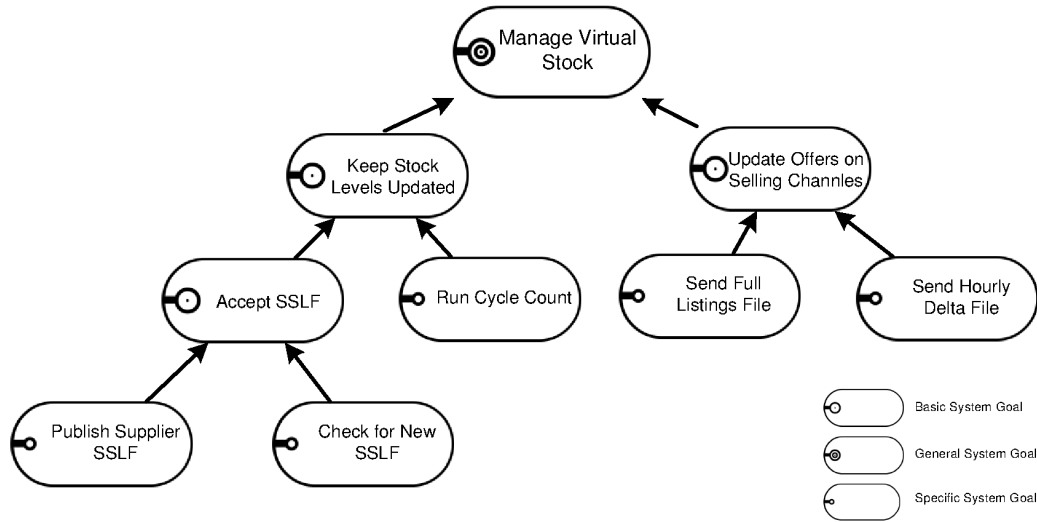 Manage Virtual
Stock
Keep Stock
Levels Updated
Update Offers on
Selling Channles
Accept SSLF
Run Cycle Count
Send Full
Listings File
Send Hourly
Delta File
Publish Supplier
SSLF
Check for New
SSLF
Basic System Goal
General System Goal
Specific System Goal